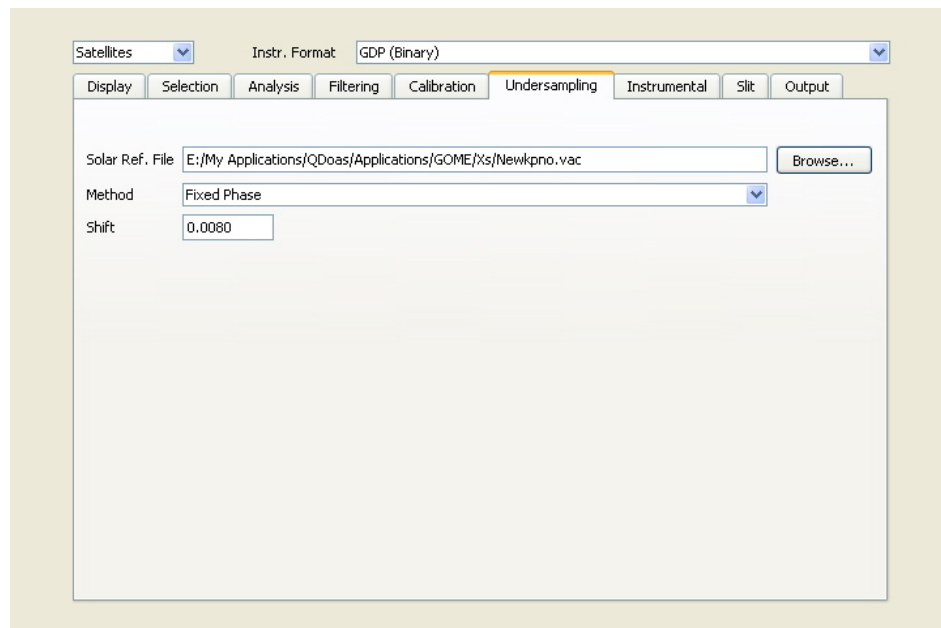 Satellites Instr. Format GDP (Binary)
Display Selection Analysis Filtering Calibration Undersampling Instrumental Slit Output
Solar Ref. File E:/My Applications/QDoas/Applications/GOME/Xs/Newkpno.vac Browse...
Method Fixed Phase
Shift 0.0080